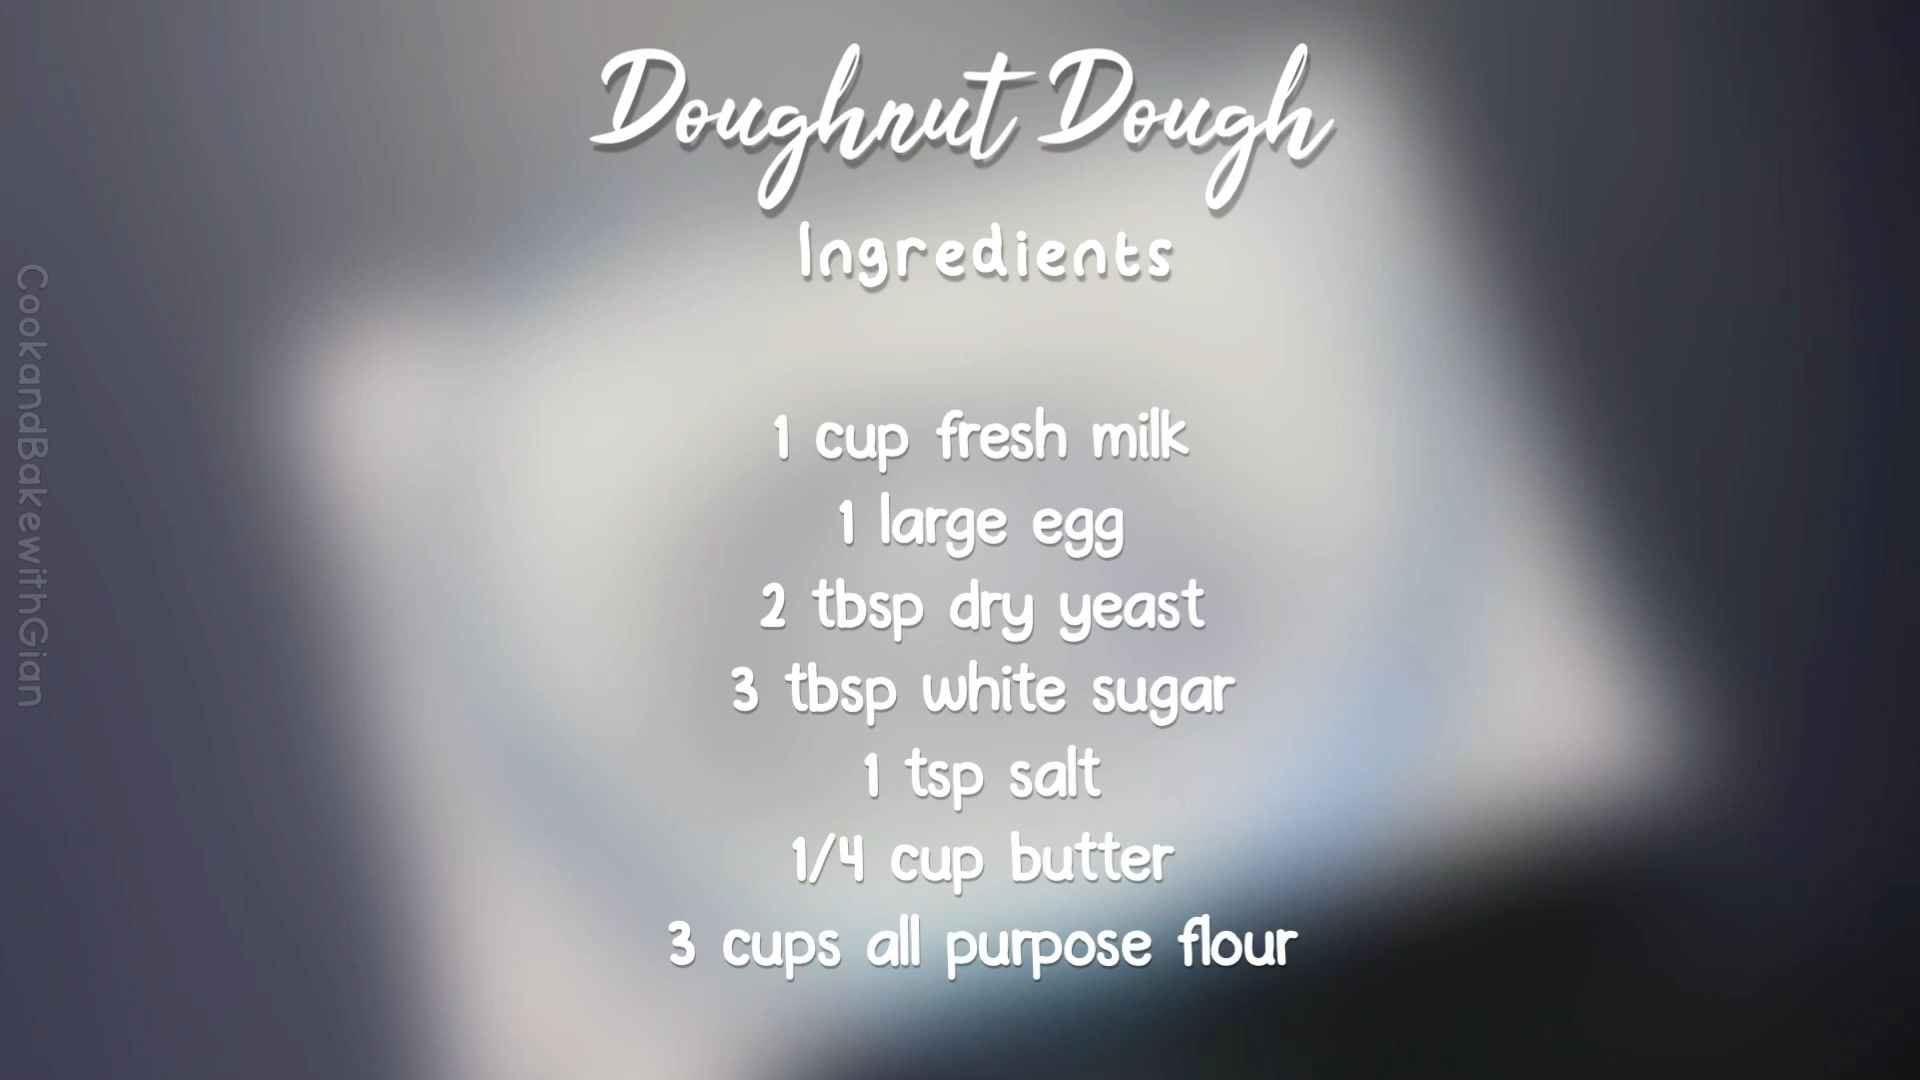 Doughnut Dough
Ingredients
1 cup fresh milk
1 large egg
2 tbsp dry yeast
3 tbsp white sugar
1 tsp salt
1/4 cup butter
3 cups all purpose flour
CookandBakewithGian